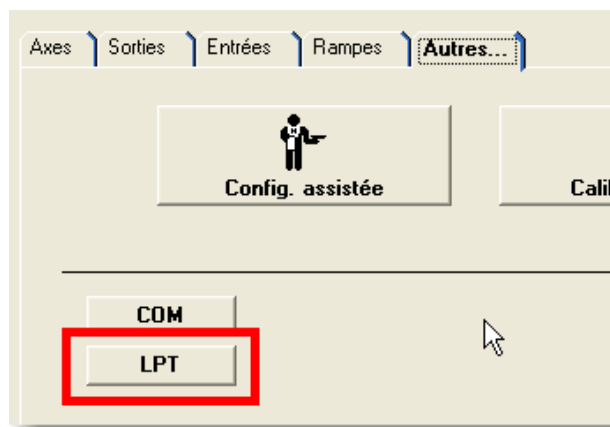 Axes Sorties Entrées Rampes Autres...
Config. assistée
COM
LPT